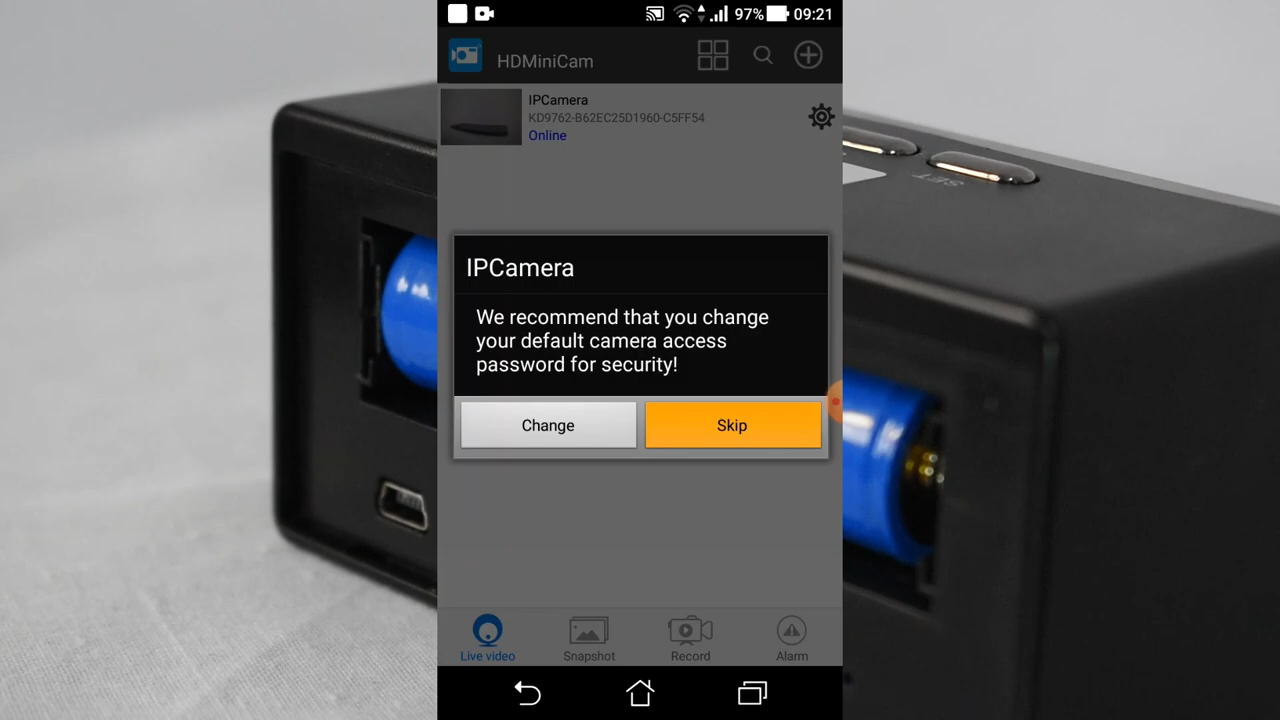 97% 09:21
HDMiniCam
IPCamera
KD9762-B62EC25D1960-C5FF54
Online
SET
IPCamera
We recommend that you change
your default camera access
password for security!
Change Skip
Live video Snapshot Record Alarm